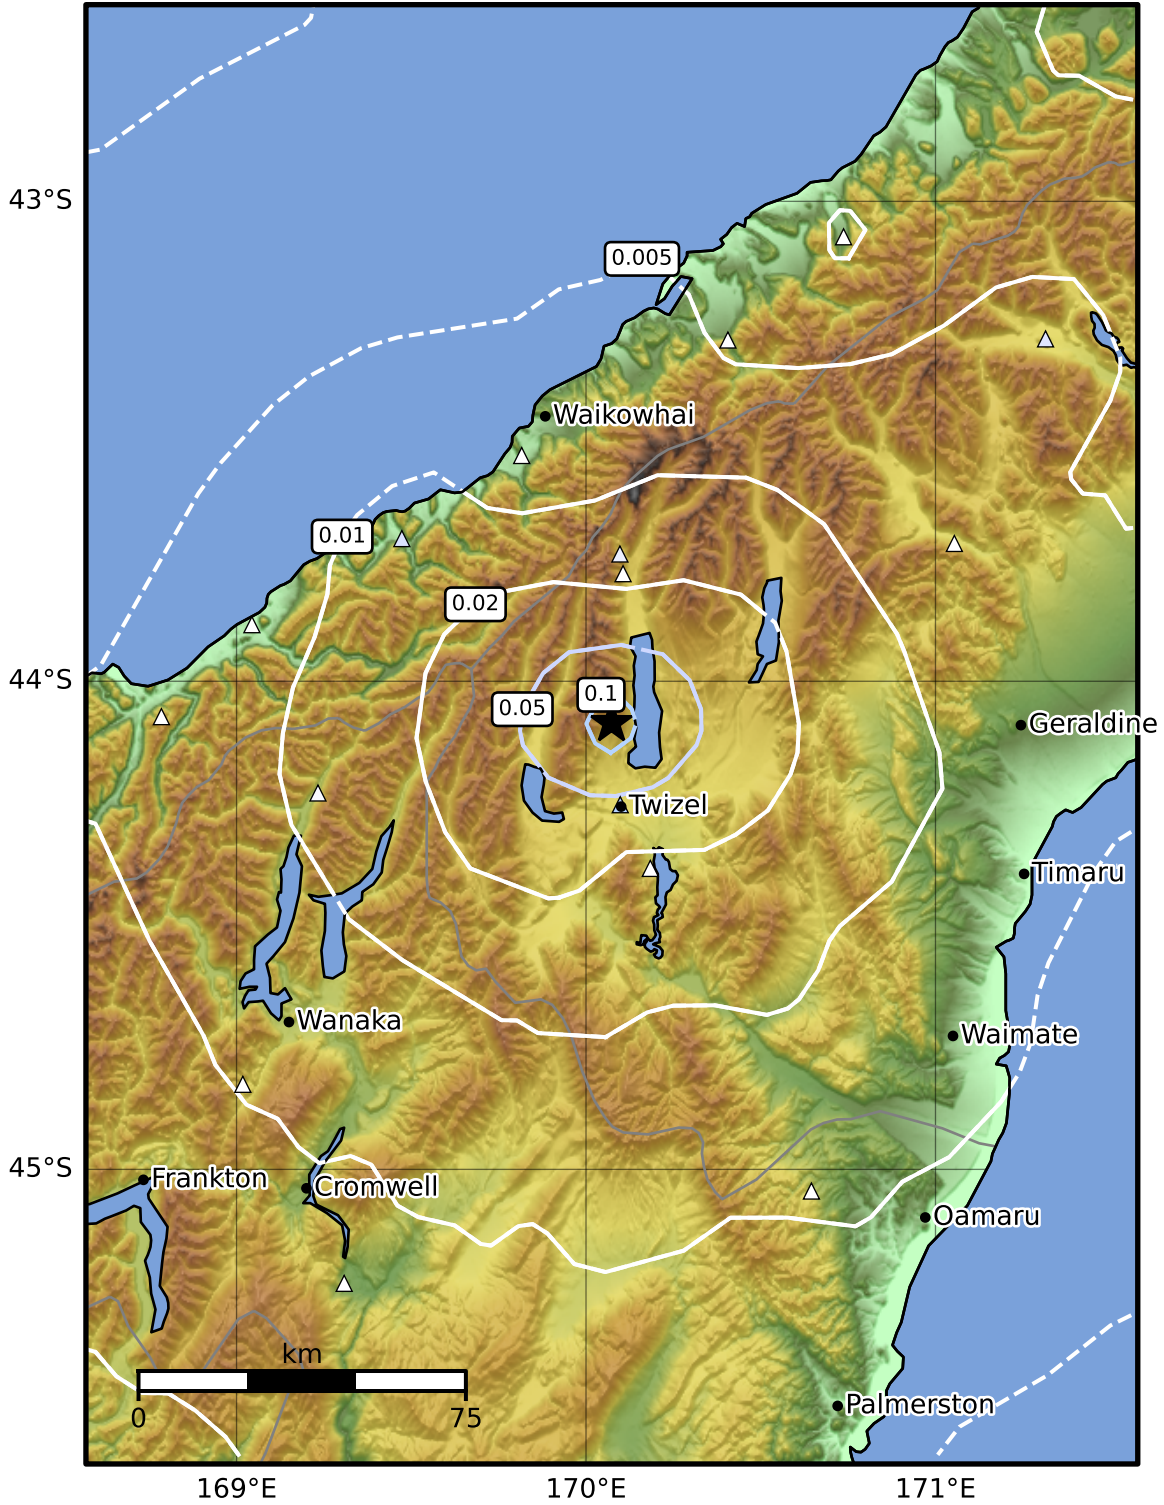 43°S
0.005
Waikowhai
0.01
0.02
44°S
0.1
0.05
Geraldine
Twizel
Timaru
Wanaka
Waimate
45°S
Frankton
Cromwell
Oamaru
km
0
75
Palmerston
169°E
170°E
171°E